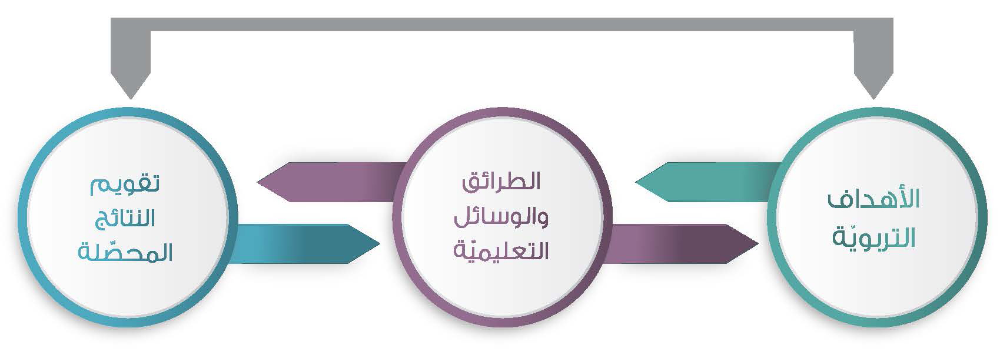 الأهداف
التربويّة
الطرائق
والوسائل
التعليميّة
تقويم
النتائج
المحصّلة